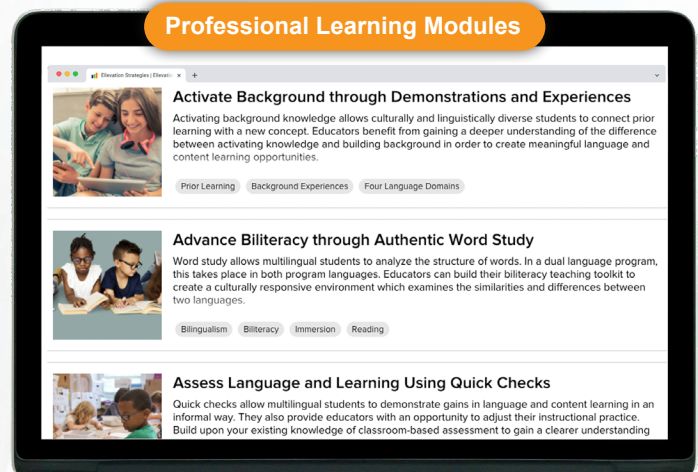 Professional Learning Modules
Ellevation Strategies | Ellevatio
Activate Background through Demonstrations and Experiences
Activating background knowledge allows culturally and linguistically diverse students to connect prior
learning with a new concept. Educators benefit from gaining a deeper understanding of the difference
between activating knowledge and building background in order to create meaningful language and
content learning opportunities.
Prior Learning Background Experiences Four Language Domains
Advance Biliteracy through Authentic Word Study
Word study allows multilingual students to analyze the structure of words. In a dual language program,
this takes place in both program languages. Educators can build their biliteracy teaching toolkit to
create a culturally responsive environment which examines the similarities and differences between
two languages.
Bilingualism Biliteracy Immersion Reading
Assess Language and Learning Using Quick Checks
Quick checks allow multilingual students to demonstrate gains in language and content learning in an
informal way. They also provide educators with an opportunity to adjust their instructional practice.
Build upon your existing knowledge of classroom-based assessment to gain a clearer understanding